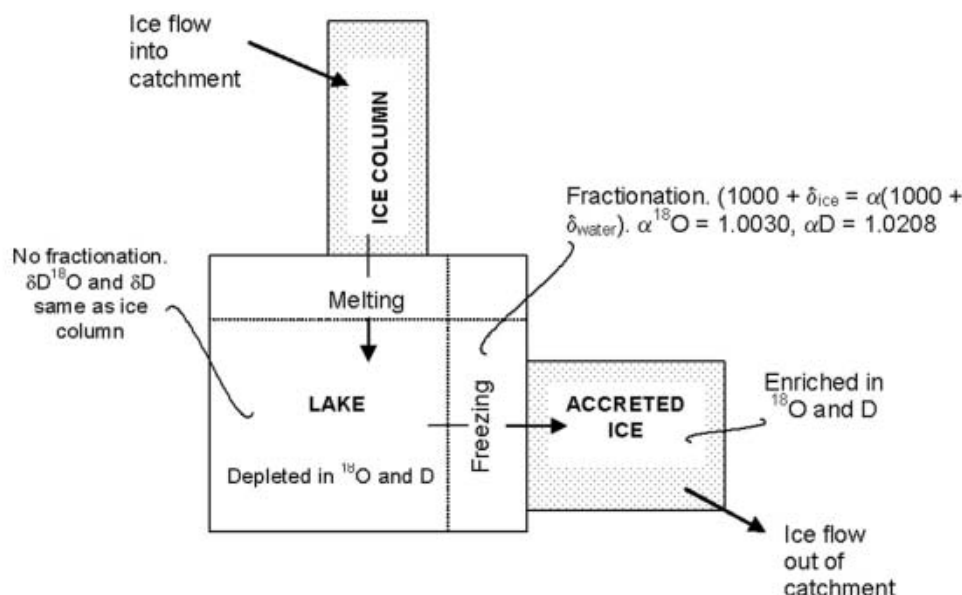 Ice flow
into
catchment
ICE COLUMN
Fractionation. (1000 + δice = α(1000 +
δwater). α¹⁸O = 1.0030, αD = 1.0208
No fractionation.
δD¹⁸O and δD
same as ice
column
Melting
LAKE
Depleted in ¹⁸O and D
Freezing
ACCRETED
ICE
Enriched in
¹⁸O and D
Ice flow
out of
catchment